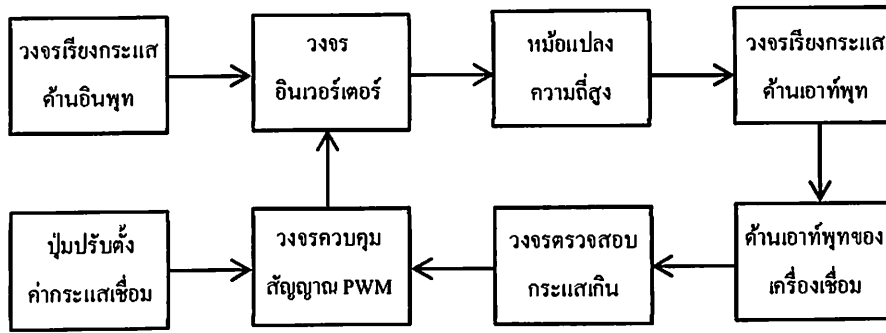 วงจรเรียงกระแส
ด้านอินพุท
วงจร
อินเวอร์เตอร์
หม้อแปลง
ความถี่สูง
วงจรเรียงกระแส
ด้านเอาท์พุท
ปุ่มปรับตั้ง
ค่ากระแสเชื่อม
วงจรควบคุม
สัญญาณ PWM
วงจรตรวจสอบ
กระแสเกิน
ด้านเอาท์พุทของ
เครื่องเชื่อม